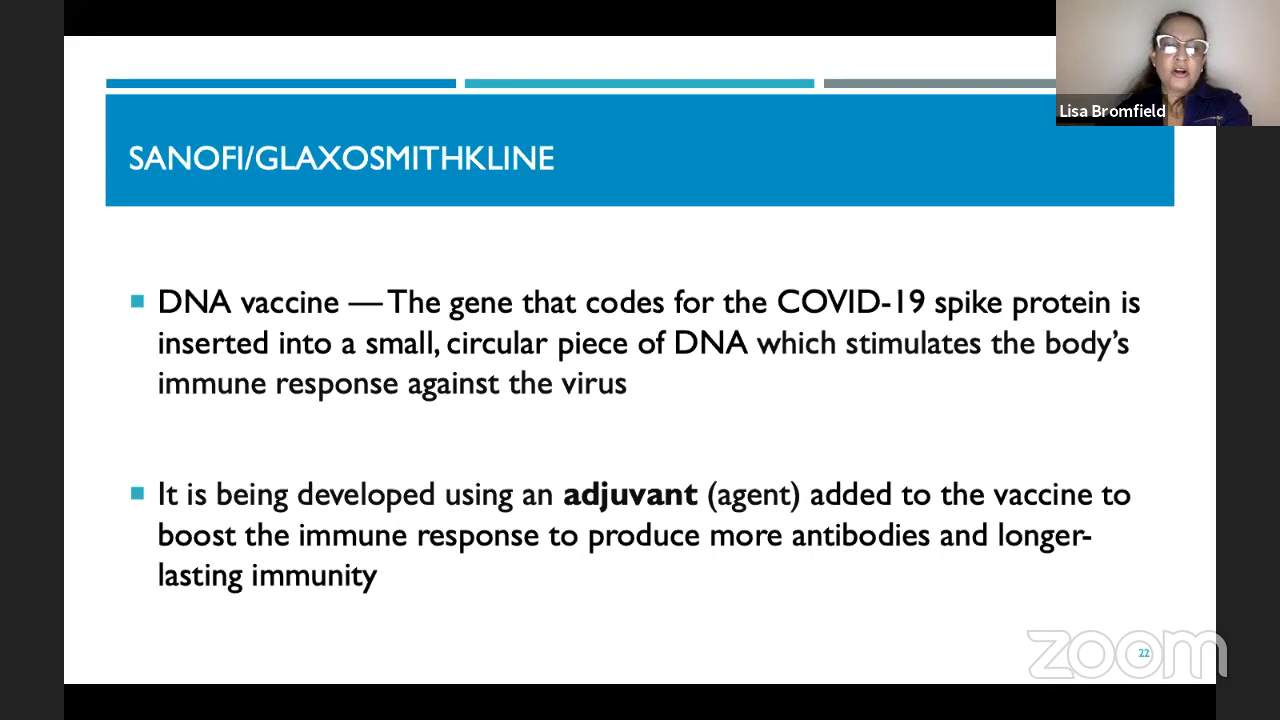 Lisa Bromfield
SANOFI/GLAXOSMITHKLINE
DNA vaccine — The gene that codes for the COVID-19 spike protein is
inserted into a small, circular piece of DNA which stimulates the body’s
immune response against the virus
It is being developed using an adjuvant (agent) added to the vaccine to
boost the immune response to produce more antibodies and longer-
lasting immunity
zoom
22